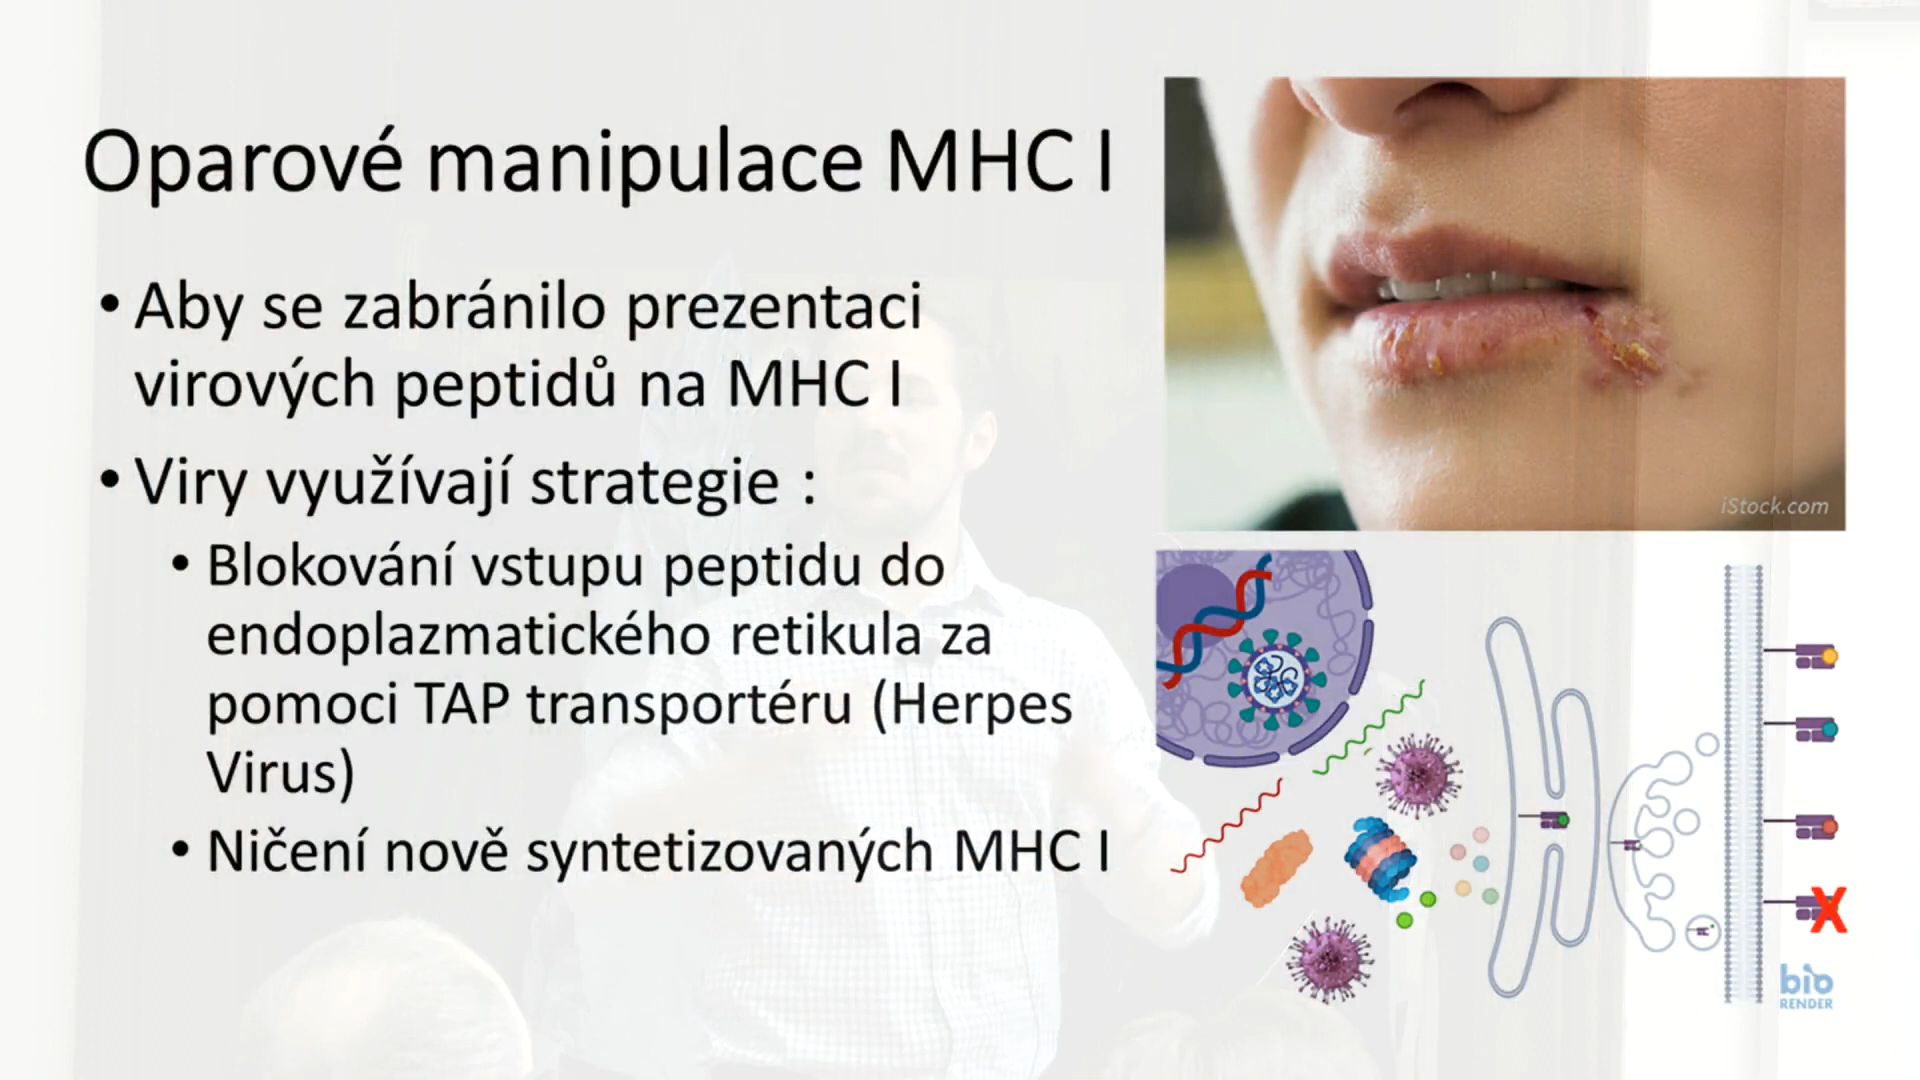 Oparové manipulace MHC I
• Aby se zabránilo prezentaci
virových peptidů na MHC I
• Viry využívají strategie :
• Blokování vstupu peptidu do
endoplazmatického retikula za
pomoci TAP transportéru (Herpes
Virus)
• Ničení nově syntetizovaných MHC I
iStock.com
X
bio
RENDER